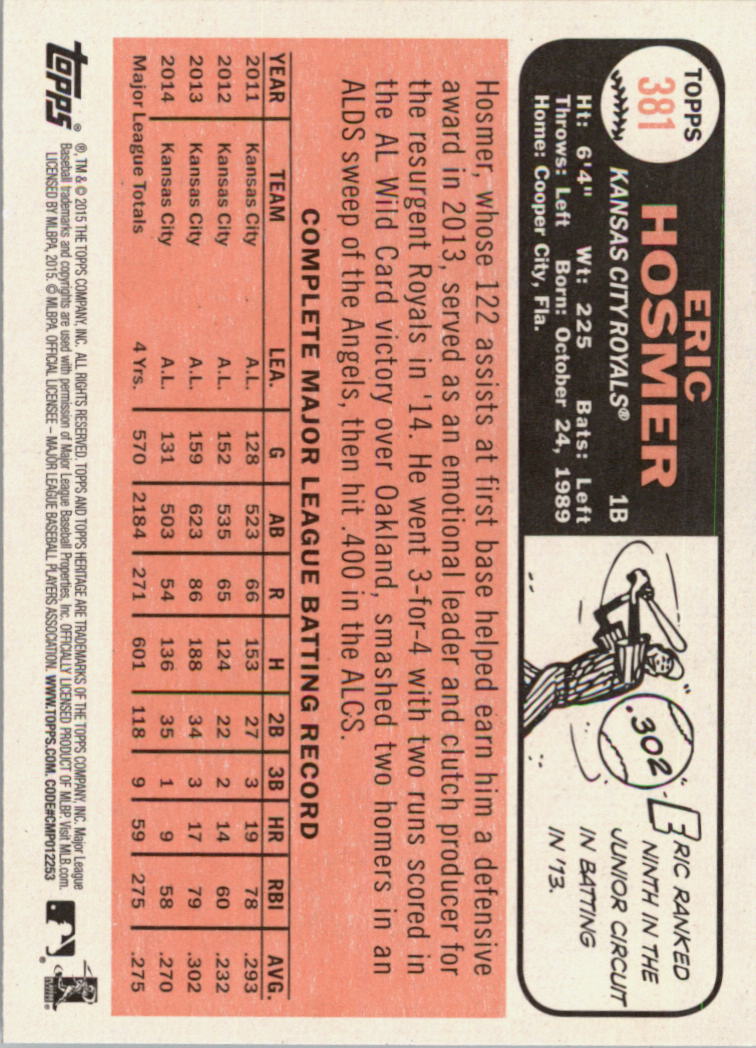 TOPPS
381
ERIC
HOSMER
KANSAS CITY ROYALS® 1B
Ht: 6'4" Wt: 225 Bats: Left
Throws: Left Born: October 24, 1989
Home: Cooper City, Fla.
.302
ERIC RANKED
NINTH IN THE
JUNIOR CIRCUIT
IN BATTING
IN '13.
Hosmer, whose 122 assists at first base helped earn him a defensive
award in 2013, served as an emotional leader and clutch producer for
the resurgent Royals in '14. He went 3-for-4 with two runs scored in
the AL Wild Card victory over Oakland, smashed two homers in an
ALDS sweep of the Angels, then hit .400 in the ALCS.
COMPLETE MAJOR LEAGUE BATTING RECORD
YEAR TEAM LEA. G AB R H 2B 3B HR RBI AVG.
2011 Kansas City A.L. 128 523 66 153 27 3 19 78 .293
2012 Kansas City A.L. 152 535 65 124 22 2 14 60 .232
2013 Kansas City A.L. 159 623 86 188 34 3 17 79 .302
2014 Kansas City A.L. 131 503 54 136 35 1 9 58 .270
Major League Totals 4 Yrs. 570 2184 271 601 118 9 59 275 .275
topps®
®, TM & © 2015 THE TOPPS COMPANY, INC. ALL RIGHTS RESERVED. TOPPS AND TOPPS HERITAGE ARE TRADEMARKS OF THE TOPPS COMPANY, INC. Major League
Baseball trademarks and copyrights are used with permission of Major League Baseball Properties, Inc. OFFICIALLY LICENSED PRODUCT OF MLBP. Visit MLB.com.
LICENSED BY MLBPA, 2015. © MLBPA. OFFICIAL LICENSEE – MAJOR LEAGUE BASEBALL PLAYERS ASSOCIATION. WWW.TOPPS.COM. CODE#CMP012253